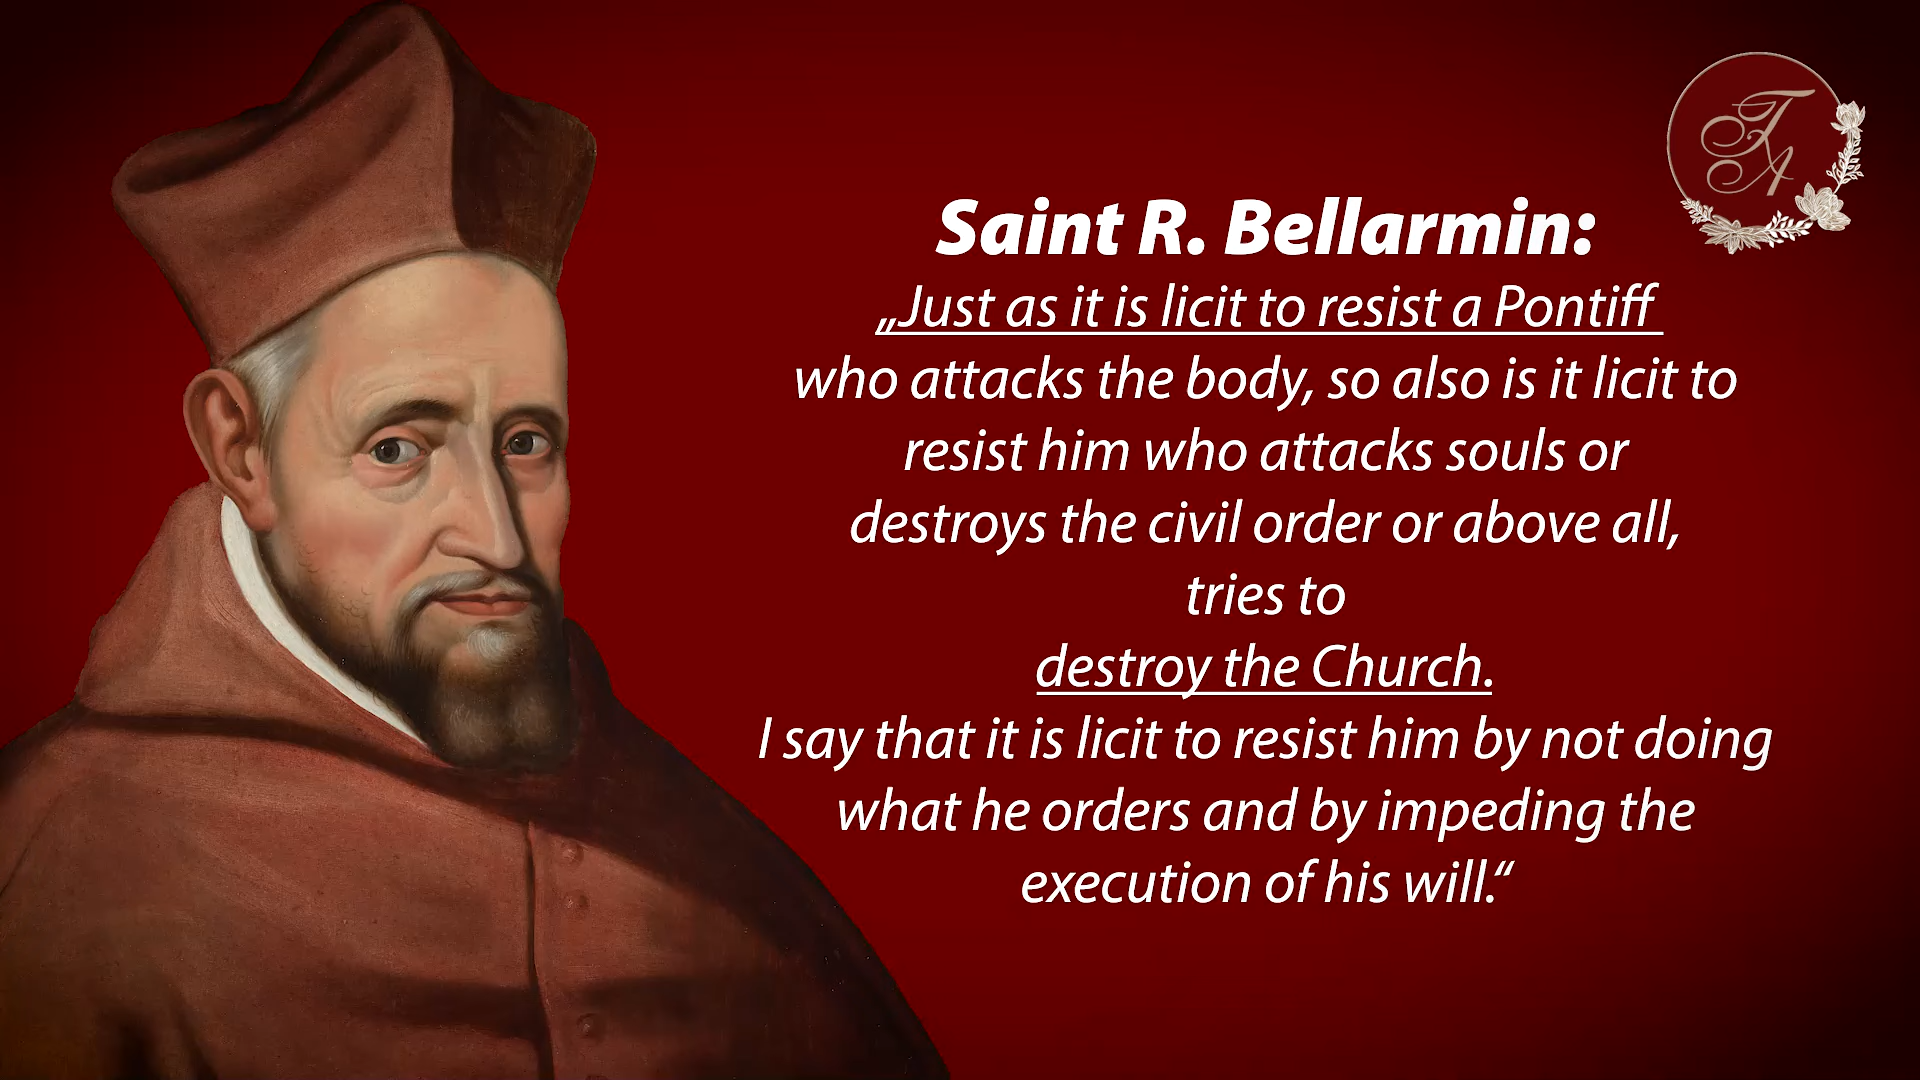 TA
Saint R. Bellarmin:
„Just as it is licit to resist a Pontiff
who attacks the body, so also is it licit to
resist him who attacks souls or
destroys the civil order or above all,
tries to
destroy the Church.
I say that it is licit to resist him by not doing
what he orders and by impeding the
execution of his will.“